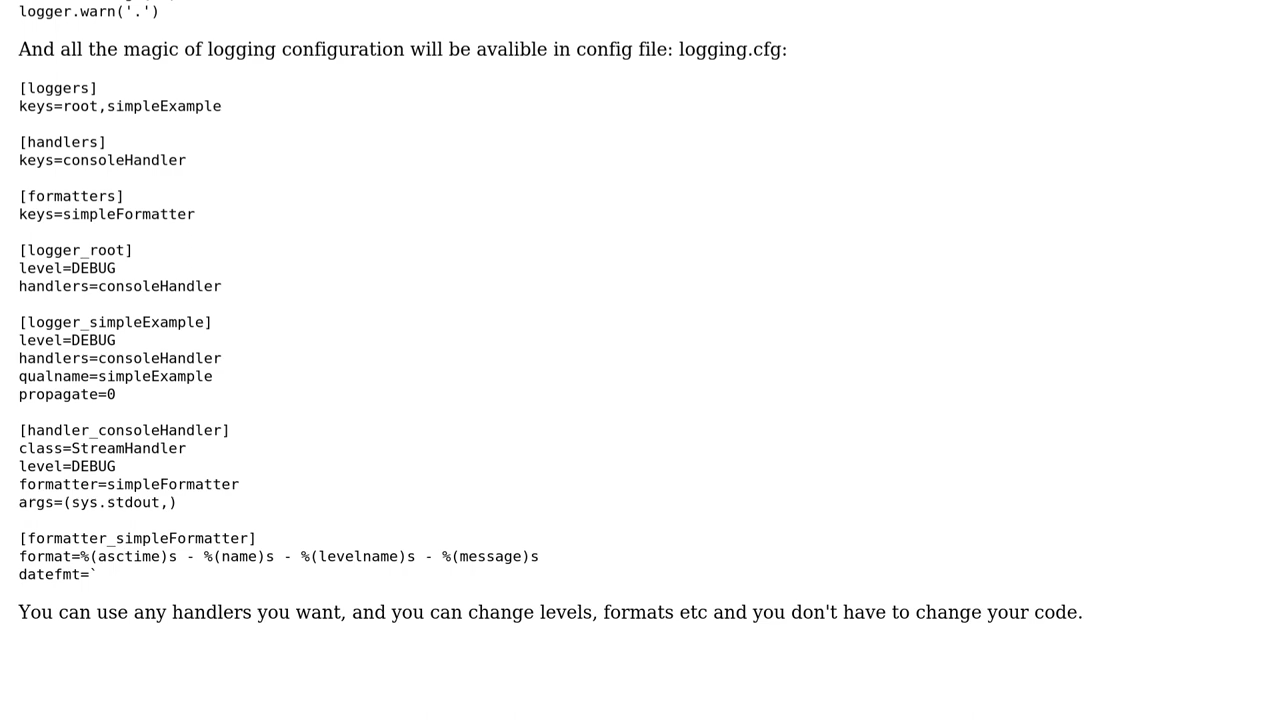 logger.warn('.')
And all the magic of logging configuration will be avalible in config file: logging.cfg:
[loggers]
keys=root,simpleExample
[handlers]
keys=consoleHandler
[formatters]
keys=simpleFormatter
[logger_root]
level=DEBUG
handlers=consoleHandler
[logger_simpleExample]
level=DEBUG
handlers=consoleHandler
qualname=simpleExample
propagate=0
[handler_consoleHandler]
class=StreamHandler
level=DEBUG
formatter=simpleFormatter
args=(sys.stdout,)
[formatter_simpleFormatter]
format=%(asctime)s - %(name)s - %(levelname)s - %(message)s
datefmt=`
You can use any handlers you want, and you can change levels, formats etc and you don't have to change your code.